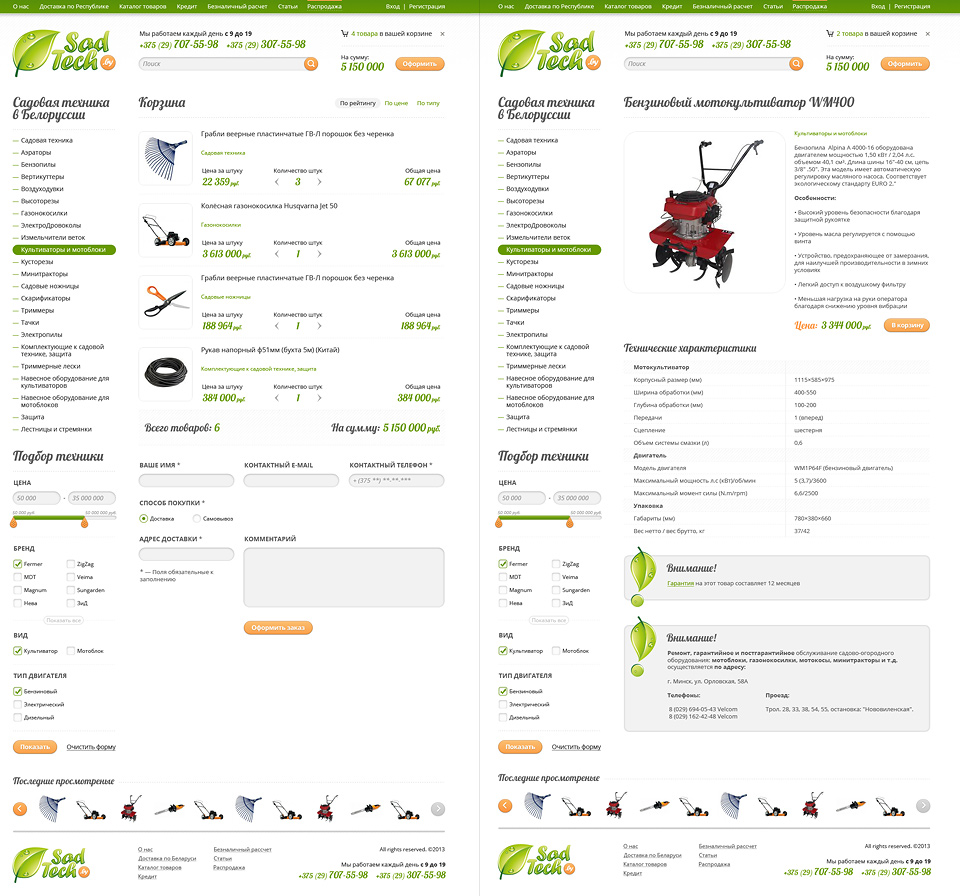 О нас Доставка по Республике Каталог товаров Кредит Безналичный расчет Статьи Распродажа Вход | Регистрация
Sad Tech .by
Мы работаем каждый день с 9 до 19
+375 (29) 707-55-98 +375 (29) 307-55-98
Поиск
4 товара в вашей корзине ×
На сумму:
5 150 000
Оформить
Садовая техника
в Белоруссии
— Садовая техника
— Аэраторы
— Бензопилы
— Вертикуттеры
— Воздуходувки
— Высоторезы
— Газонокосилки
— ЭлектроДровоколы
— Измельчители веток
Культиваторы и мотоблоки
— Кусторезы
— Минитракторы
— Садовые ножницы
— Скарификаторы
— Триммеры
— Тачки
— Электропилы
— Комплектующие к садовой
технике, защита
— Триммерные лески
— Навесное оборудование для
культиваторов
— Навесное оборудование для
мотоблоков
— Защита
— Лестницы и стремянки
Подбор техники
ЦЕНА
50 000 - 35 000 000
50 000 руб. 50 000 000 руб.
БРЕНД
Fermer ZigZag
MDT Veima
Magnum Sungarden
Нева ЗиД
Показать все
ВИД
Культиватор Мотоблок
ТИП ДВИГАТЕЛЯ
Бензиновый
Электрический
Дизельный
Показать Очистить форму
Корзина
По рейтингу По цене По типу
Грабли веерные пластинчатые ГВ-Л порошок без черенка
Садовая техника
Цена за штуку Количество штук Общая цена
22 359 руб. 3 67 077 руб.
Колёсная газонокосилка Husqvarna Jet 50
Газонокосилки
Цена за штуку Количество штук Общая цена
3 613 000 руб. 1 3 613 000 руб.
Грабли веерные пластинчатые ГВ-Л порошок без черенка
Садовые ножницы
Цена за штуку Количество штук Общая цена
188 964 руб. 1 188 964 руб.
Рукав напорный ф51мм (бухта 5м) (Китай)
Комплектующие к садовой технике, защита
Цена за штуку Количество штук Общая цена
384 000 руб. 1 384 000 руб.
Всего товаров: 6 На сумму: 5 150 000 руб.
ВАШЕ ИМЯ * КОНТАКТНЫЙ E-MAIL КОНТАКТНЫЙ ТЕЛЕФОН *
+ (375 **) **-**-***
СПОСОБ ПОКУПКИ *
Доставка Самовывоз
АДРЕС ДОСТАВКИ * КОММЕНТАРИЙ
* — Поля обязательные к
заполнению
Оформить заказ
Последние просмотренные
Sad Tech .by
О нас
Доставка по Беларуси
Каталог товаров
Кредит
Безналичный рассчет
Статьи
Распродажа
All rights reserved. ©2013
Мы работаем каждый день с 9 до 19
+375 (29) 707-55-98 +375 (29) 307-55-98
О нас Доставка по Республике Каталог товаров Кредит Безналичный расчет Статьи Распродажа Вход | Регистрация
Sad Tech .by
Мы работаем каждый день с 9 до 19
+375 (29) 707-55-98 +375 (29) 307-55-98
Поиск
2 товара в вашей корзине ×
На сумму:
5 150 000
Оформить
Садовая техника
в Белоруссии
— Садовая техника
— Аэраторы
— Бензопилы
— Вертикуттеры
— Воздуходувки
— Высоторезы
— Газонокосилки
— ЭлектроДровоколы
— Измельчители веток
Культиваторы и мотоблоки
— Кусторезы
— Минитракторы
— Садовые ножницы
— Скарификаторы
— Триммеры
— Тачки
— Электропилы
— Комплектующие к садовой
технике, защита
— Триммерные лески
— Навесное оборудование для
культиваторов
— Навесное оборудование для
мотоблоков
— Защита
— Лестницы и стремянки
Подбор техники
ЦЕНА
50 000 - 35 000 000
50 000 руб. 50 000 000 руб.
БРЕНД
Fermer ZigZag
MDT Veima
Magnum Sungarden
Нева ЗиД
Показать все
ВИД
Культиватор Мотоблок
ТИП ДВИГАТЕЛЯ
Бензиновый
Электрический
Дизельный
Показать Очистить форму
Бензиновый мотокультиватор WM400
Культиваторы и мотоблоки
Бензопила Alpina A 4000-16 оборудована
двигателем мощностью 1,50 кВт / 2,04 л.с.
объемом 40,1 см³. Длина шины 16"-40 см, цепь
3/8" .50". Эта модель имеет автоматическую
регулировку масляного насоса. Соответствует
экологическому стандарту EURO 2."
Особенности:
• Высокий уровень безопасности благодаря
защитной рукоятке
• Уровень масла регулируется с помощью
винта
• Устройство, предохраняющее от замерзания,
для наилучшей производительности в зимних
условиях
• Легкий доступ к воздушкому фильтру
• Меньшая нагрузка на руки оператора
благодаря снижению уровня вибрации
Цена: 3 344 000 руб. В корзину
Технические характеристики
Мотокультиватор
Корпусный размер (мм) 1115×585×975
Ширина обработки (мм) 400-550
Глубина обработки (мм) 100-200
Передачи 1 (вперед)
Сцепление шестерня
Объем системы смазки (л) 0,6
Двигатель
Модель двигателя WM1P64F (бензиновый двигатель)
Максимальный мощность л.с (кВт)/об/мин 5 (3,7)/3600
Максимальный момент силы (N.m/rpm) 6,6/2500
Упаковка
Габариты (мм) 780×380×660
Вес нетто / вес брутто, кг 37/42
Внимание!
Гарантия на этот товар составляет 12 месяцев
Внимание!
Ремонт, гарантийное и постгарантийное обслуживание садово-огородного
оборудования: мотоблоки, газонокосилки, мотокосы, минитракторы и т.д.
осуществляется по адресу:
г. Минск, ул. Орловская, 58А
Телефоны: Проезд:
8 (029) 694-05-43 Velcom Трол. 28, 33, 38, 54, 55, остановка: "Нововиленская".
8 (029) 162-42-48 Velcom
Последние просмотренные
Sad Tech .by
О нас
Доставка по Беларуси
Каталог товаров
Кредит
Безналичный рассчет
Статьи
Распродажа
All rights reserved. ©2013
Мы работаем каждый день с 9 до 19
+375 (29) 707-55-98 +375 (29) 307-55-98